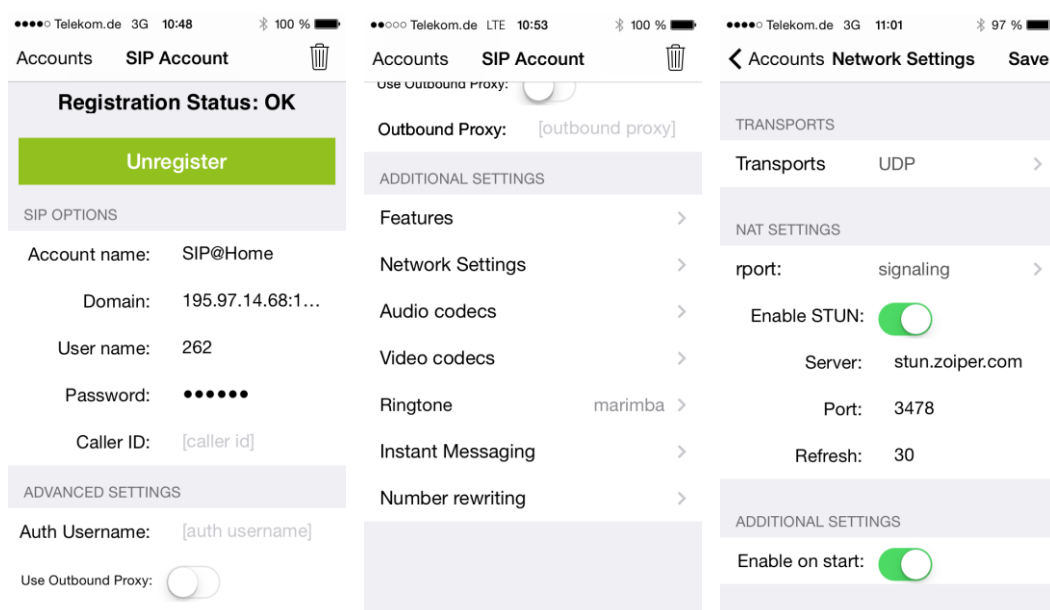 Telekom.de 3G 10:48 100 %
Accounts SIP Account
Registration Status: OK
Unregister
SIP OPTIONS
Account name: SIP@Home
Domain: 195.97.14.68:1...
User name: 262
Password: ●●●●●●
Caller ID: [caller id]
ADVANCED SETTINGS
Auth Username: [auth username]
Use Outbound Proxy:
Telekom.de LTE 10:53 100 %
Accounts SIP Account
Use Outbound Proxy:
Outbound Proxy: [outbound proxy]
ADDITIONAL SETTINGS
Features
Network Settings
Audio codecs
Video codecs
Ringtone marimba
Instant Messaging
Number rewriting
Telekom.de 3G 11:01 97 %
Accounts Network Settings Save
TRANSPORTS
Transports UDP
NAT SETTINGS
rport: signaling
Enable STUN:
Server: stun.zoiper.com
Port: 3478
Refresh: 30
ADDITIONAL SETTINGS
Enable on start: